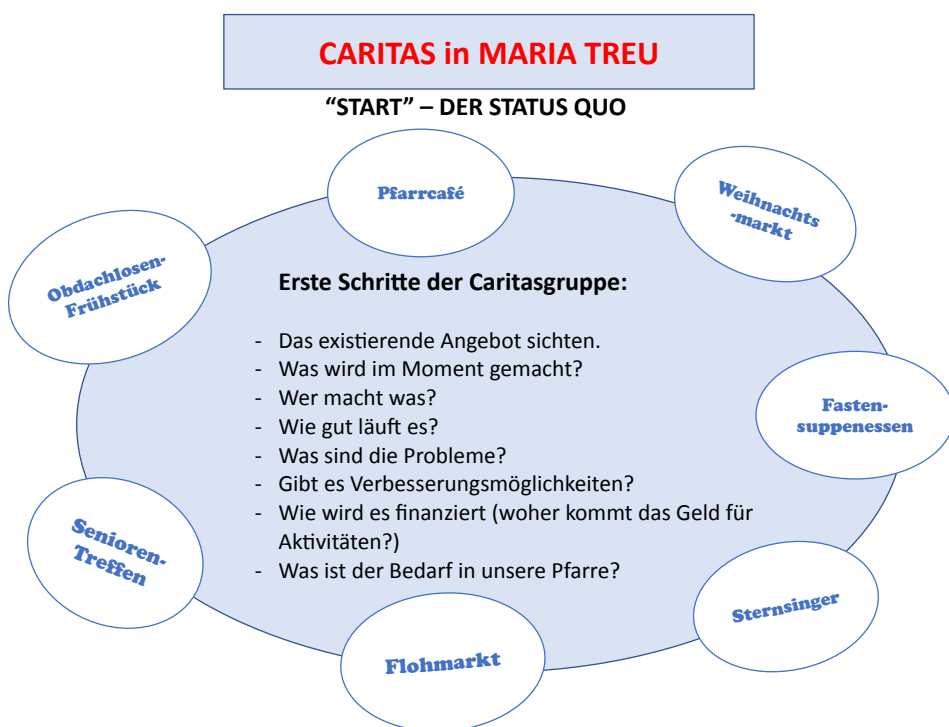 CARITAS in MARIA TREU
“START” – DER STATUS QUO
Pfarrcafé
Weihnachts
-markt
Obdachlosen-
Frühstück
Erste Schritte der Caritasgruppe:
- Das existierende Angebot sichten.
- Was wird im Moment gemacht?
- Wer macht was?
- Wie gut läuft es?
- Was sind die Probleme?
- Gibt es Verbesserungsmöglichkeiten?
- Wie wird es finanziert (woher kommt das Geld für
Aktivitäten?)
- Was ist der Bedarf in unsere Pfarre?
Fasten-
suppenessen
Senioren-
Treffen
Sternsinger
Flohmarkt